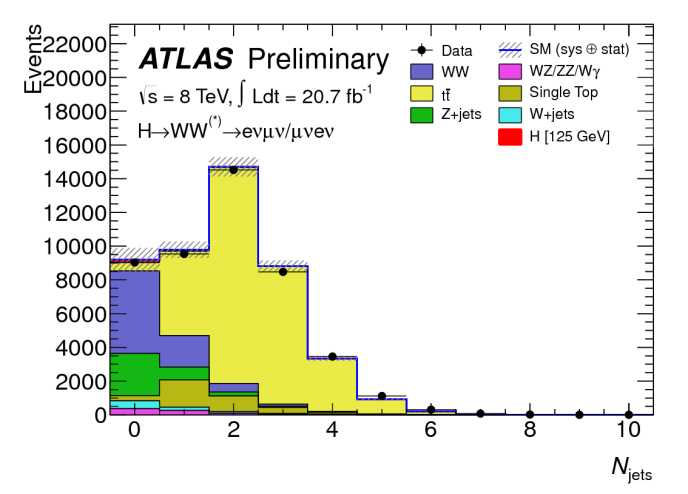 Events
22000
20000
18000
16000
14000
12000
10000
8000
6000
4000
2000
0
ATLAS Preliminary
√s = 8 TeV, ∫ Ldt = 20.7 fb⁻¹
H→WW⁽*⁾→eνμν/μνeν
Data
WW
tt̄
Z+jets
SM (sys ⊕ stat)
WZ/ZZ/Wγ
Single Top
W+jets
H [125 GeV]
0 2 4 6 8 10
N_jets